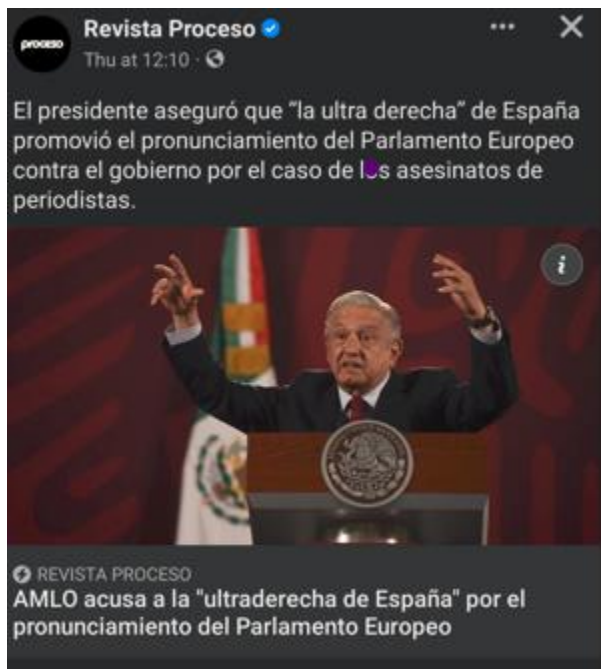 proceso
Revista Proceso
Thu at 12:10 ·
El presidente aseguró que "la ultra derecha" de España
promovió el pronunciamiento del Parlamento Europeo
contra el gobierno por el caso de los asesinatos de
periodistas.
i
REVISTA PROCESO
AMLO acusa a la "ultraderecha de España" por el
pronunciamiento del Parlamento Europeo